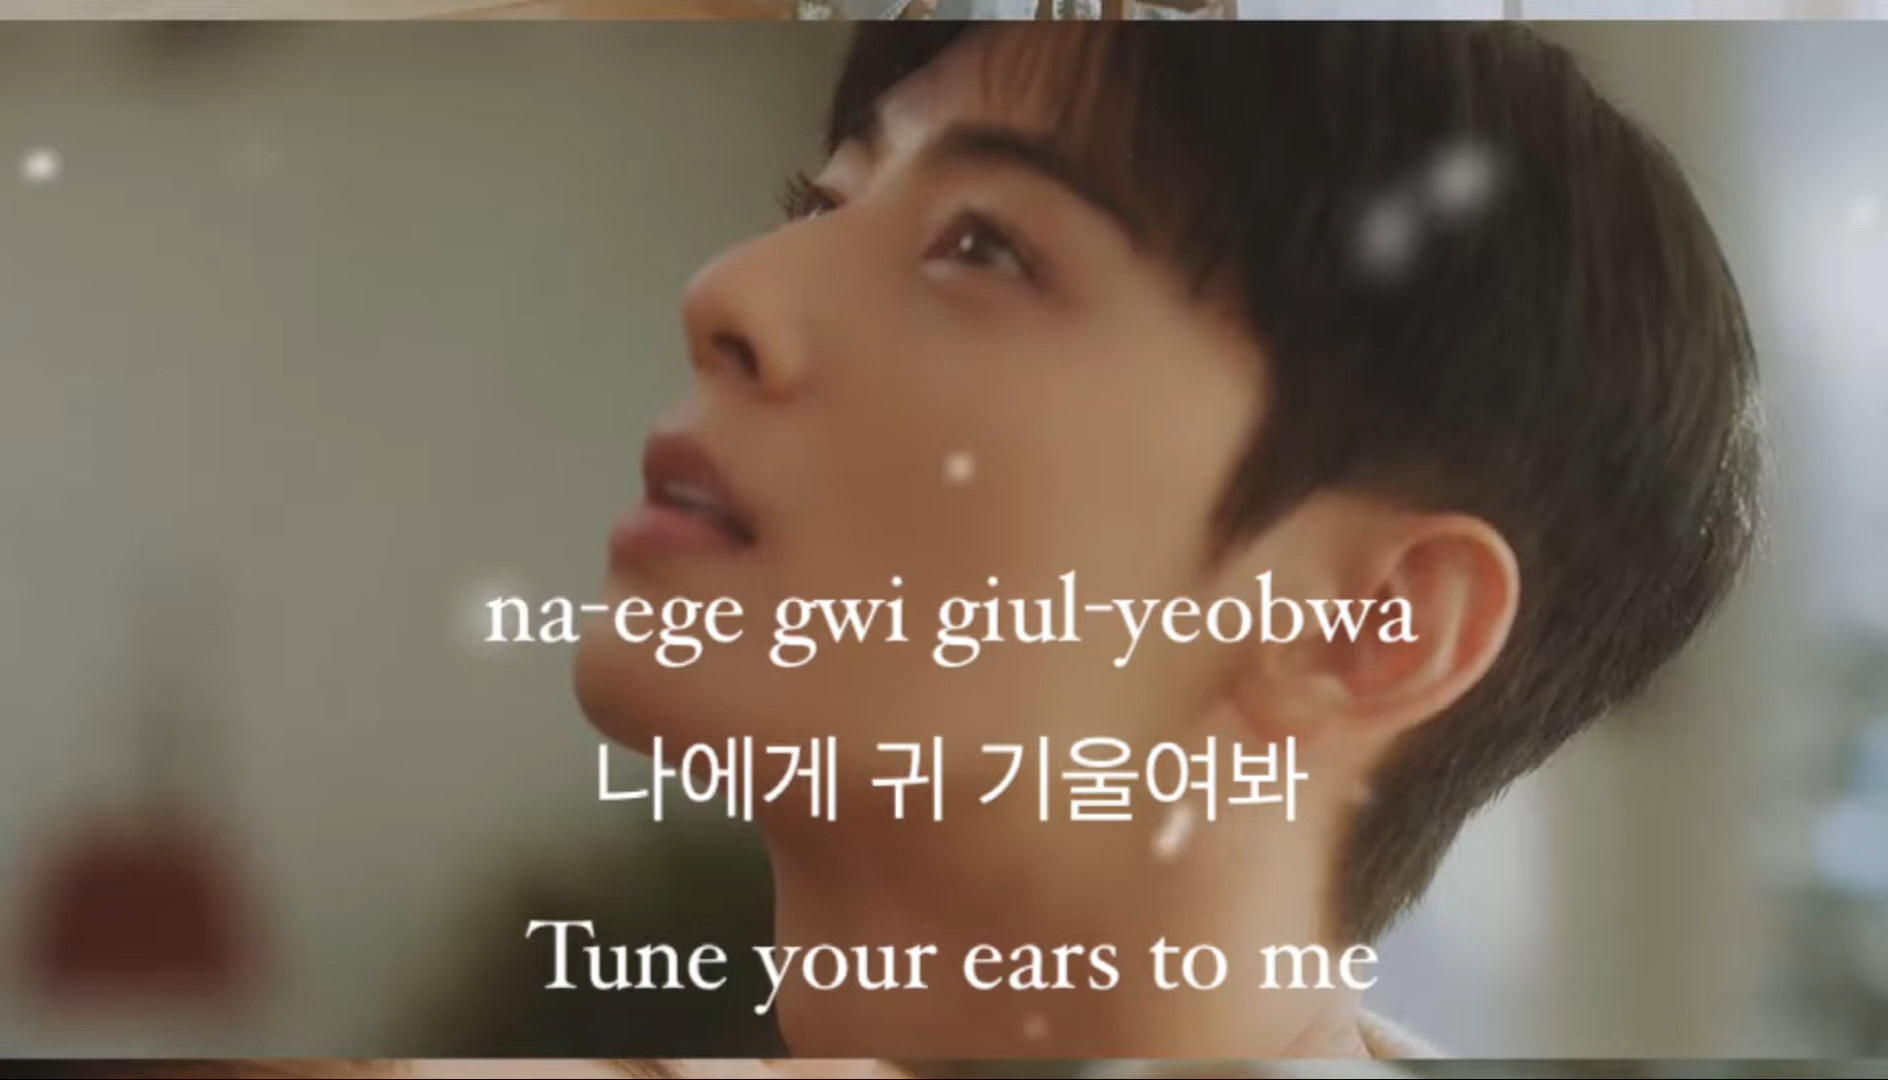 na-ege gwi giul-yeobwa
나에게 귀 기울여봐
Tune your ears to me